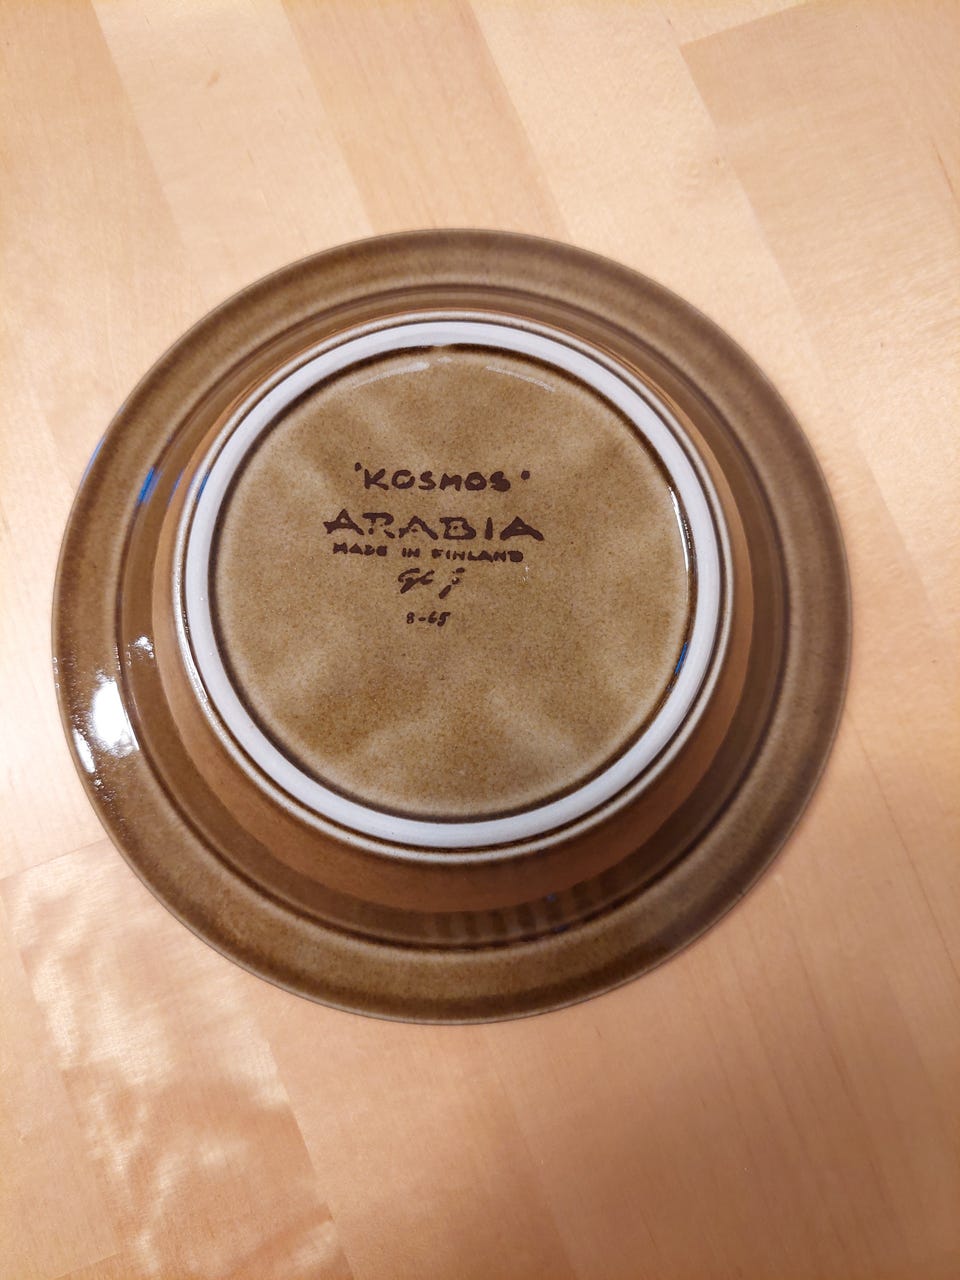 'KOSMOS'
ARABIA
MADE IN FINLAND
8-65